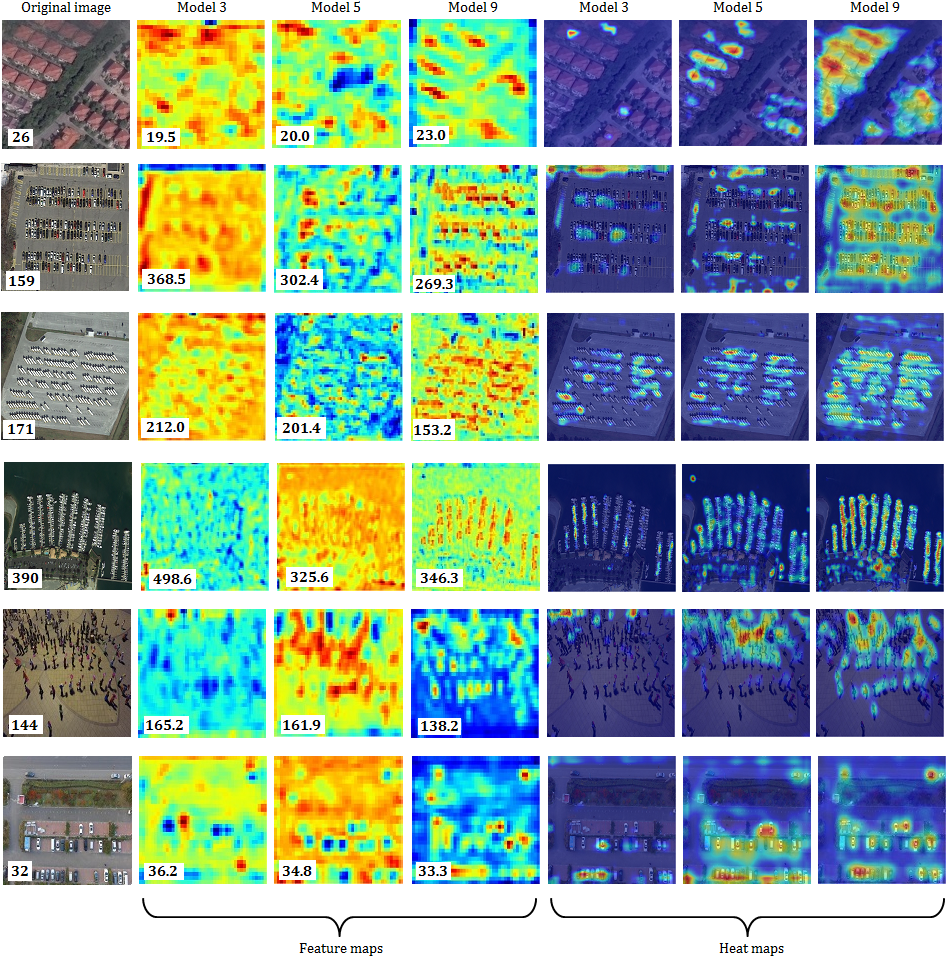 Original image Model 3 Model 5 Model 9 Model 3 Model 5 Model 9
26 19.5 20.0 23.0
159 368.5 302.4 269.3
171 212.0 201.4 153.2
390 498.6 325.6 346.3
144 165.2 161.9 138.2
32 36.2 34.8 33.3
Feature maps Heat maps